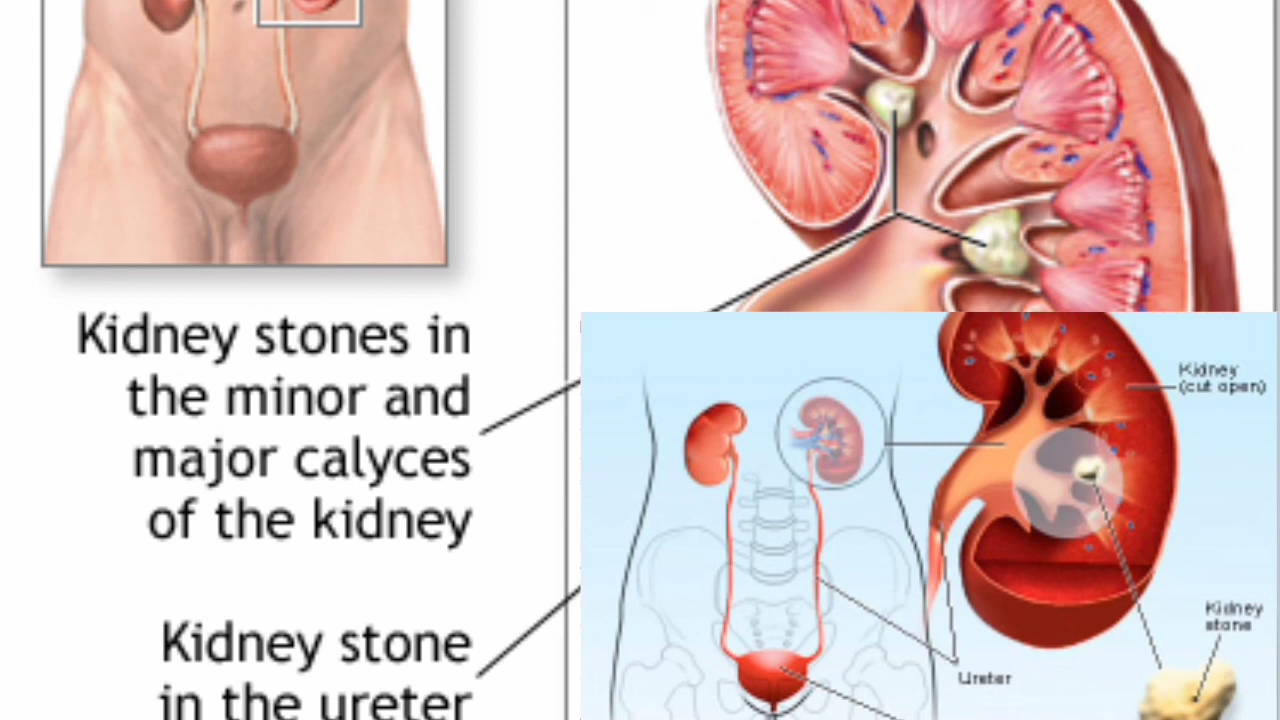 Kidney stones in
the minor and
major calyces
of the kidney
Kidney stone
in the ureter
Kidney
(cut open)
Kidney
stone
Ureter